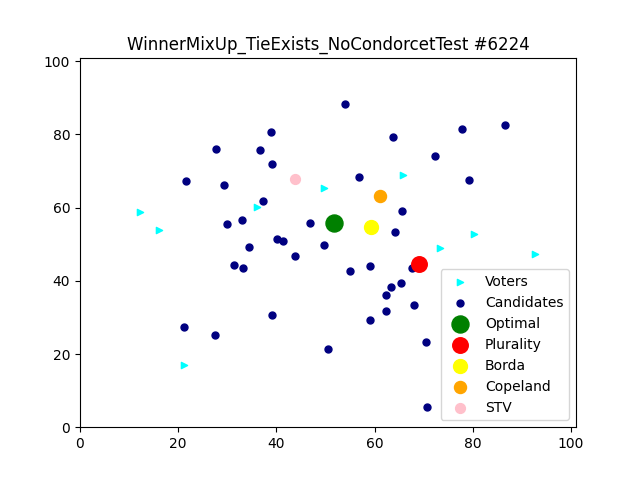 WinnerMixUp_TieExists_NoCondorcetTest #6224
100
80
60
40
20
0
0 20 40 60 80 100
Voters
Candidates
Optimal
Plurality
Borda
Copeland
STV